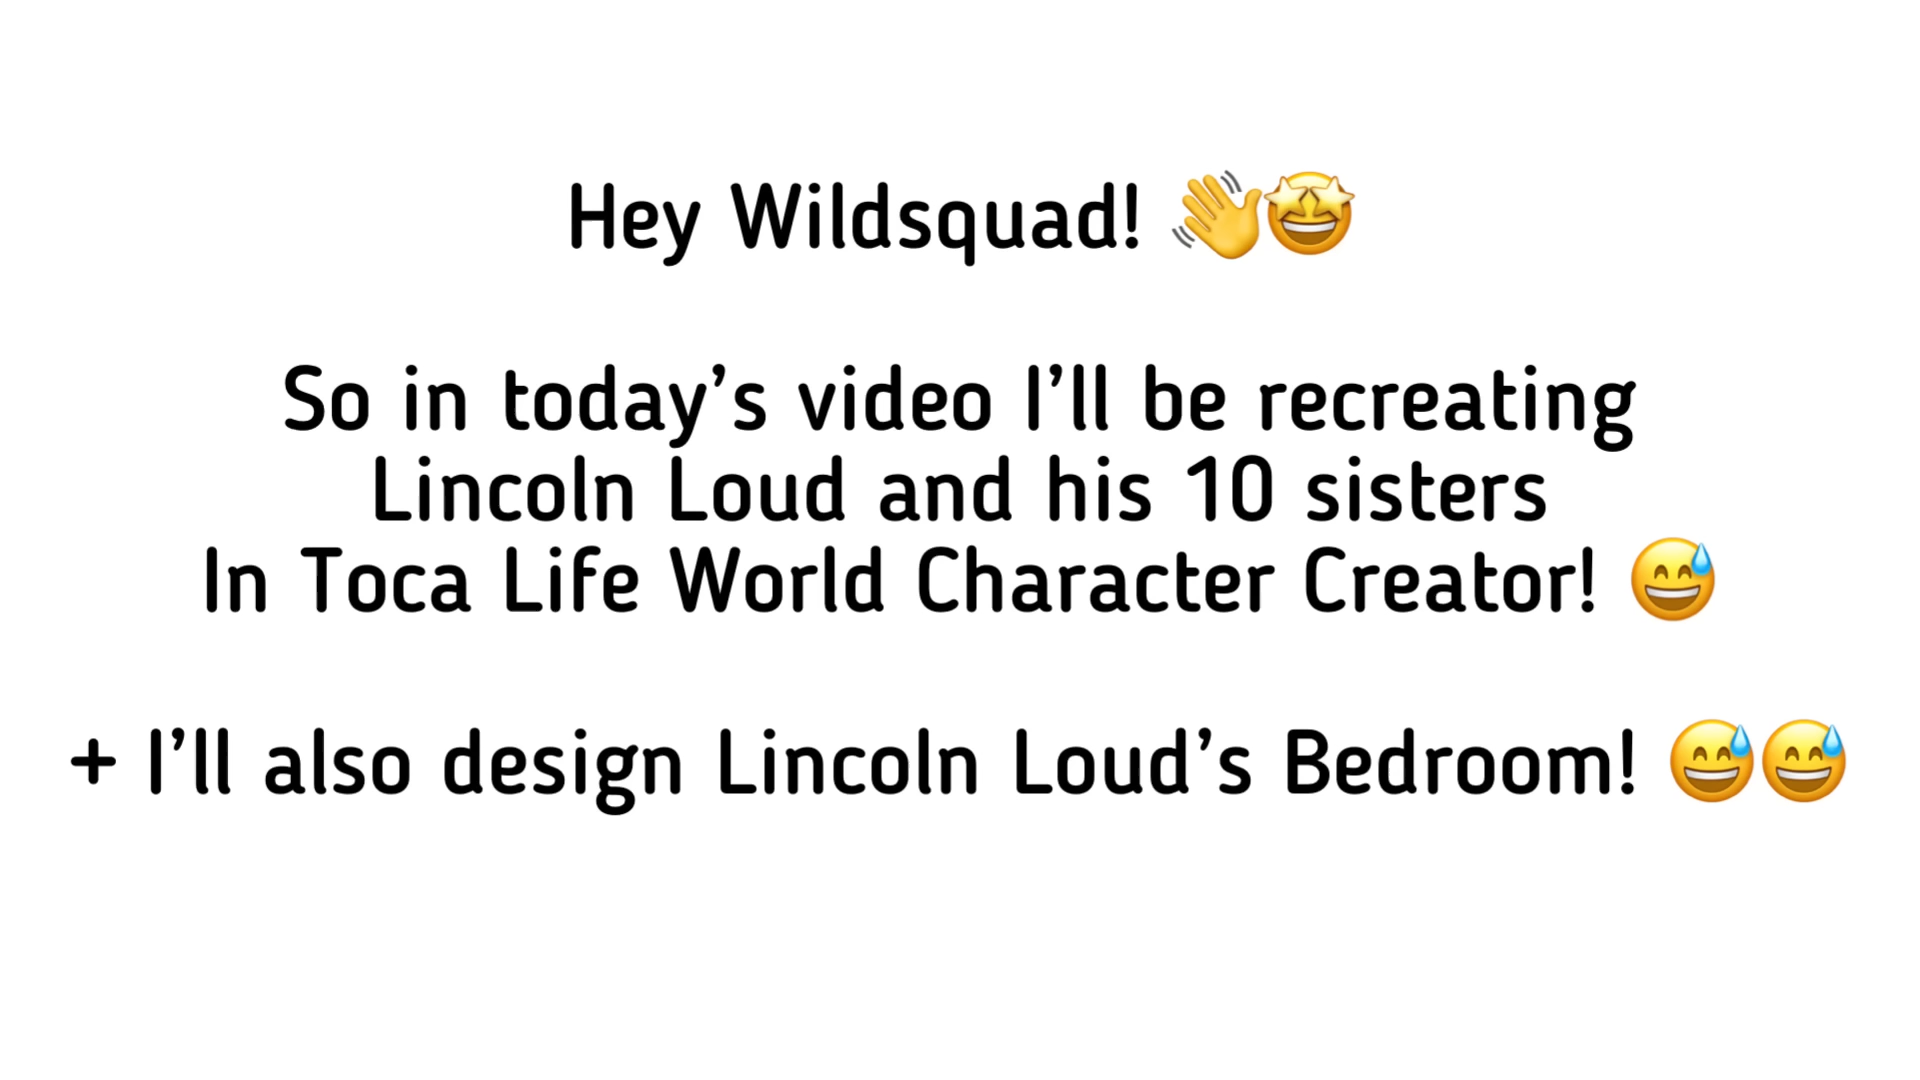 Hey Wildsquad! 👋🤩
So in today’s video I’ll be recreating
Lincoln Loud and his 10 sisters
In Toca Life World Character Creator! 😅
+ I’ll also design Lincoln Loud’s Bedroom! 😅😅